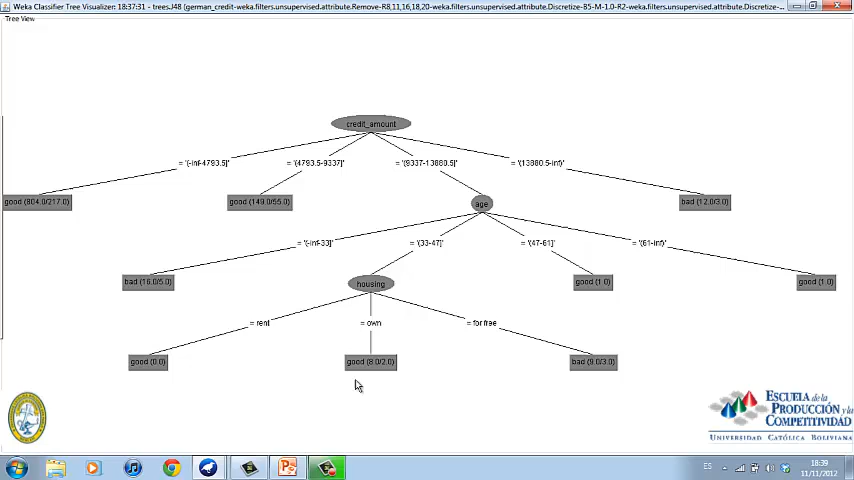 Weka Classifier Tree Visualizer: 18:37:31 - trees.J48 (german_credit-weka.filters.unsupervised.attribute.Remove-R8,11,16,18,20-weka.filters.unsupervised.attribute.Discretize-B5-M-1.0-R2-weka.filters.unsupervised.attribute.Discretize-...
Tree View
credit_amount
= '(-inf-4793.5]' = '(4793.5-9337]' = '(9337-13880.5]' = '(13880.5-inf)'
good (804.0/217.0) good (149.0/55.0) age bad (12.0/3.0)
= '(-inf-33]' = '(33-47]' = '(47-61]' = '(61-inf)'
bad (16.0/5.0) housing good (1.0) good (1.0)
= rent = own = for free
good (0.0) good (8.0/2.0) bad (9.0/3.0)
ESCUELA de la
PRODUCCIÓN y la
COMPETITIVIDAD
UNIVERSIDAD CATÓLICA BOLIVIANA
ES 18:39
11/11/2012